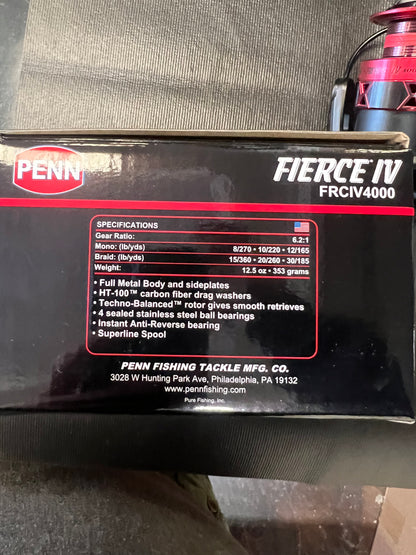 PENN
FIERCE IV
FRCIV4000
SPECIFICATIONS
Gear Ratio: 6.2:1
Mono: (lb/yds) 8/270 • 10/220 • 12/165
Braid: (lb/yds) 15/360 • 20/260 • 30/185
Weight: 12.5 oz • 353 grams
• Full Metal Body and sideplates
• HT-100™ carbon fiber drag washers
• Techno-Balanced™ rotor gives smooth retrieves
• 4 sealed stainless steel ball bearings
• Instant Anti-Reverse bearing
• Superline Spool
PENN FISHING TACKLE MFG. CO.
3028 W Hunting Park Ave, Philadelphia, PA 19132
www.pennfishing.com
Pure Fishing, Inc.